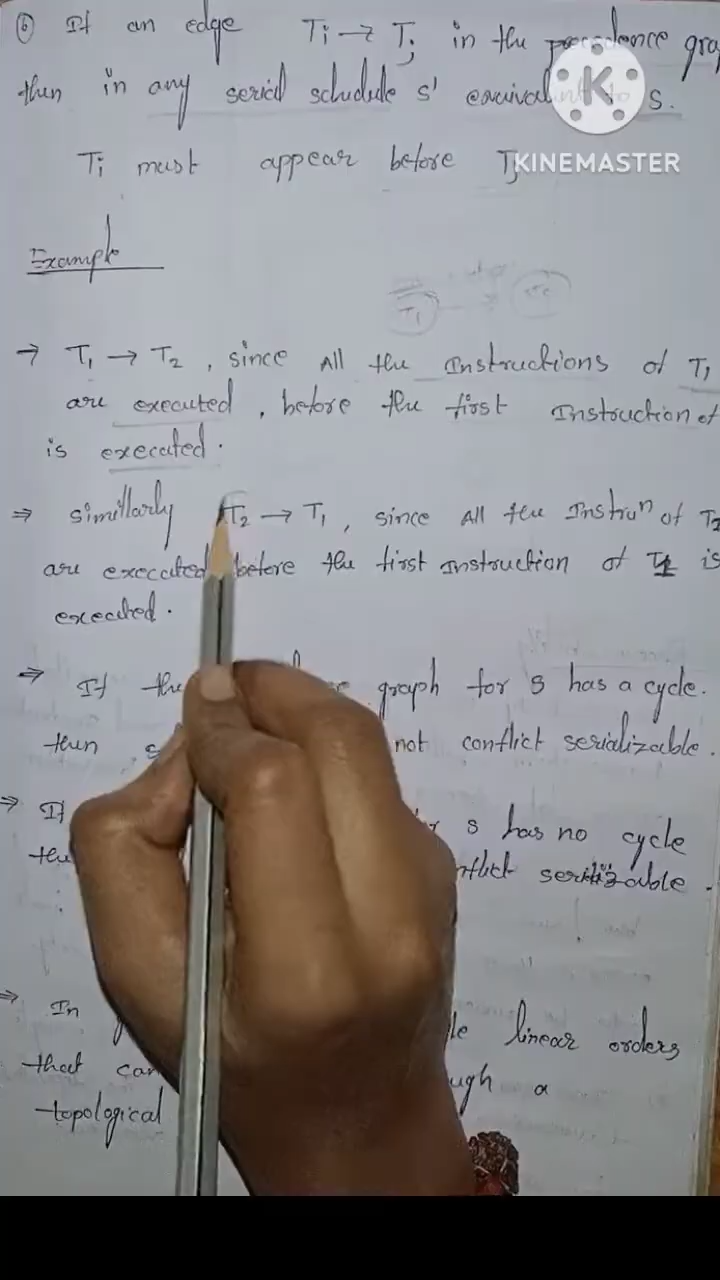 ⑥ If an edge Ti → Tj in the precedence gra
then in any serial schedule s' equivalent to s.
Ti must appear before Tj
KINEMASTER
Example
→ T1 → T2 , since All the Instructions of T1
are executed , before the first Instruction of
is executed .
⇒ simillarly T2 → T1 , since All the Instruⁿ of T2
are executed before the first Instruction of T1 is
execited .
⇒ If the graph for s has a cycle .
then not conflict serializable .
⇒ If s has no cycle
serializable .
⇒ In linear orders
that can a
topological